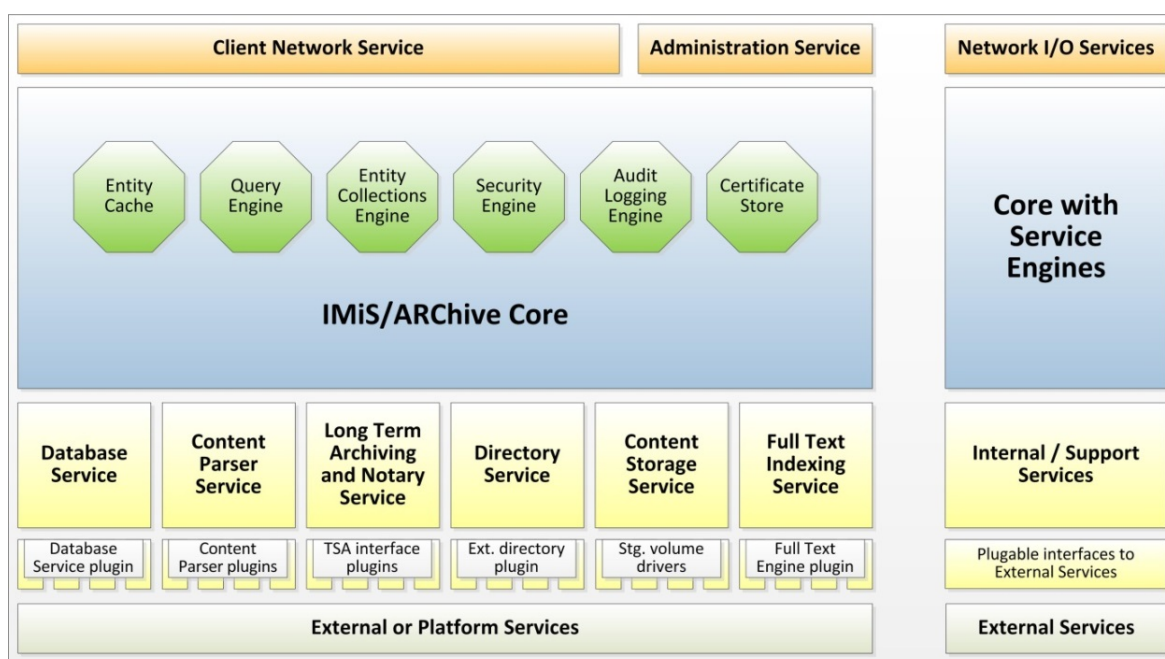 Client Network Service
Administration Service
Network I/O Services
Entity
Cache
Query
Engine
Entity
Collections
Engine
Security
Engine
Audit
Logging
Engine
Certificate
Store
IMiS/ARChive Core
Core with
Service
Engines
Database
Service
Content
Parser
Service
Long Term
Archiving
and Notary
Service
Directory
Service
Content
Storage
Service
Full Text
Indexing
Service
Internal / Support
Services
Database
Service plugin
Content
Parser plugins
TSA interface
plugins
Ext. directory
plugin
Stg. volume
drivers
Full Text
Engine plugin
Plugable interfaces to
External Services
External or Platform Services
External Services